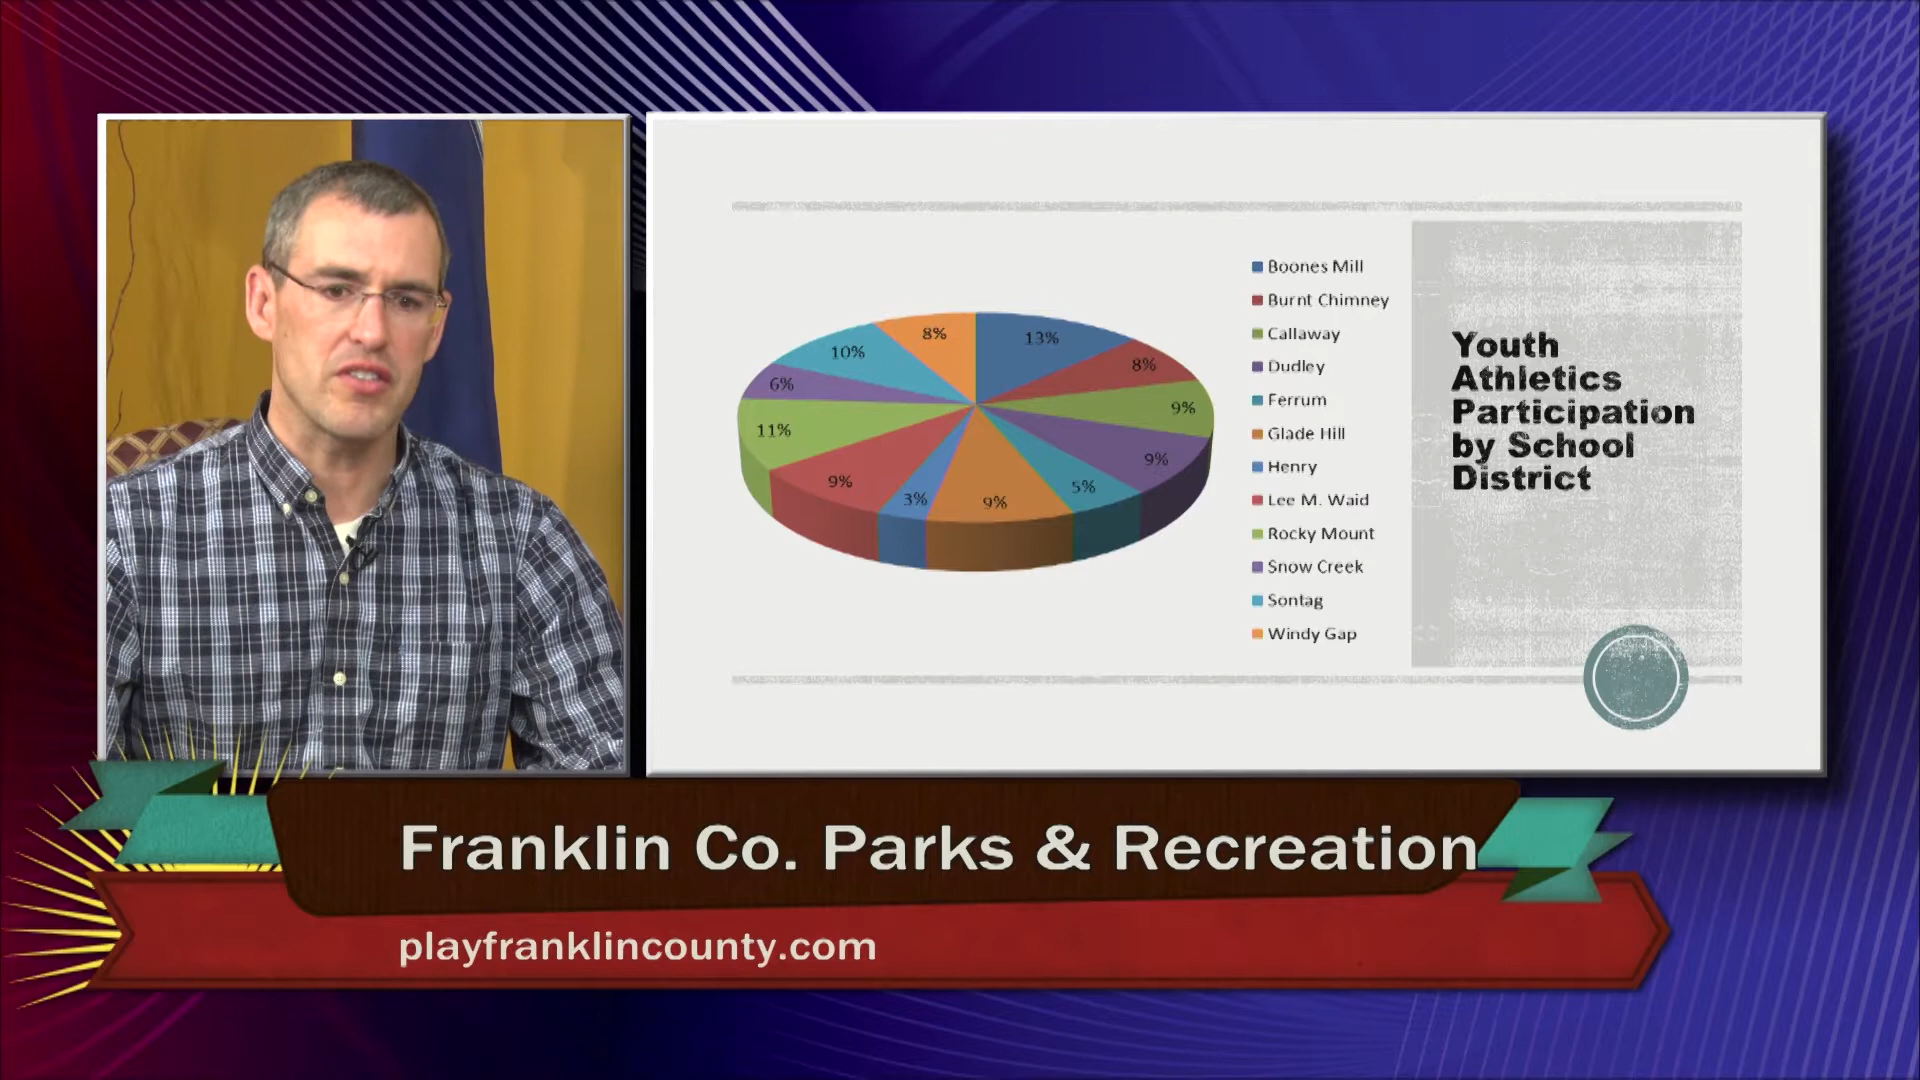 13%
8%
9%
9%
5%
9%
3%
9%
11%
6%
10%
8%
Boones Mill
Burnt Chimney
Callaway
Dudley
Ferrum
Glade Hill
Henry
Lee M. Waid
Rocky Mount
Snow Creek
Sontag
Windy Gap
Youth
Athletics
Participation
by School
District
Franklin Co. Parks & Recreation
playfranklincounty.com